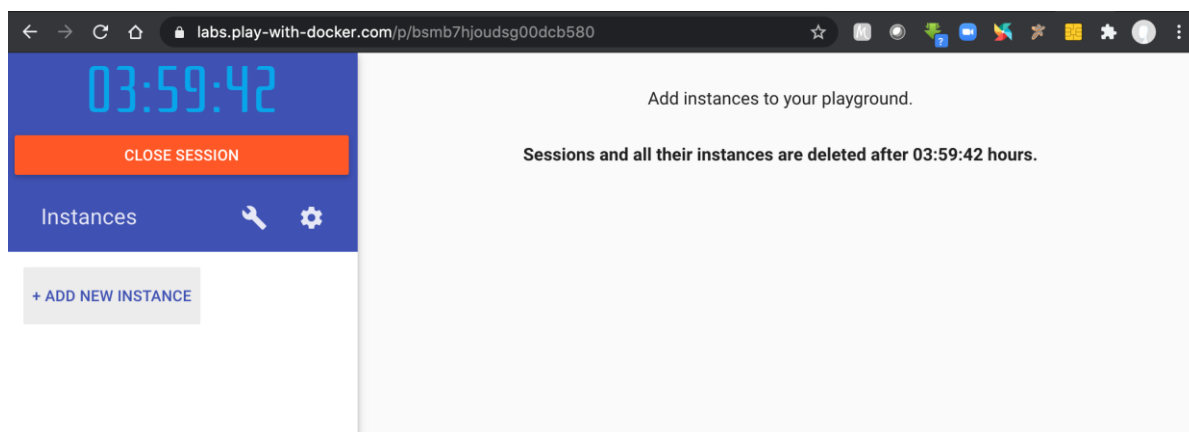 labs.play-with-docker.com/p/bsmb7hjoudsg00dcb580
M
?
03:59:42
CLOSE SESSION
Instances
+ ADD NEW INSTANCE
Add instances to your playground.
Sessions and all their instances are deleted after 03:59:42 hours.